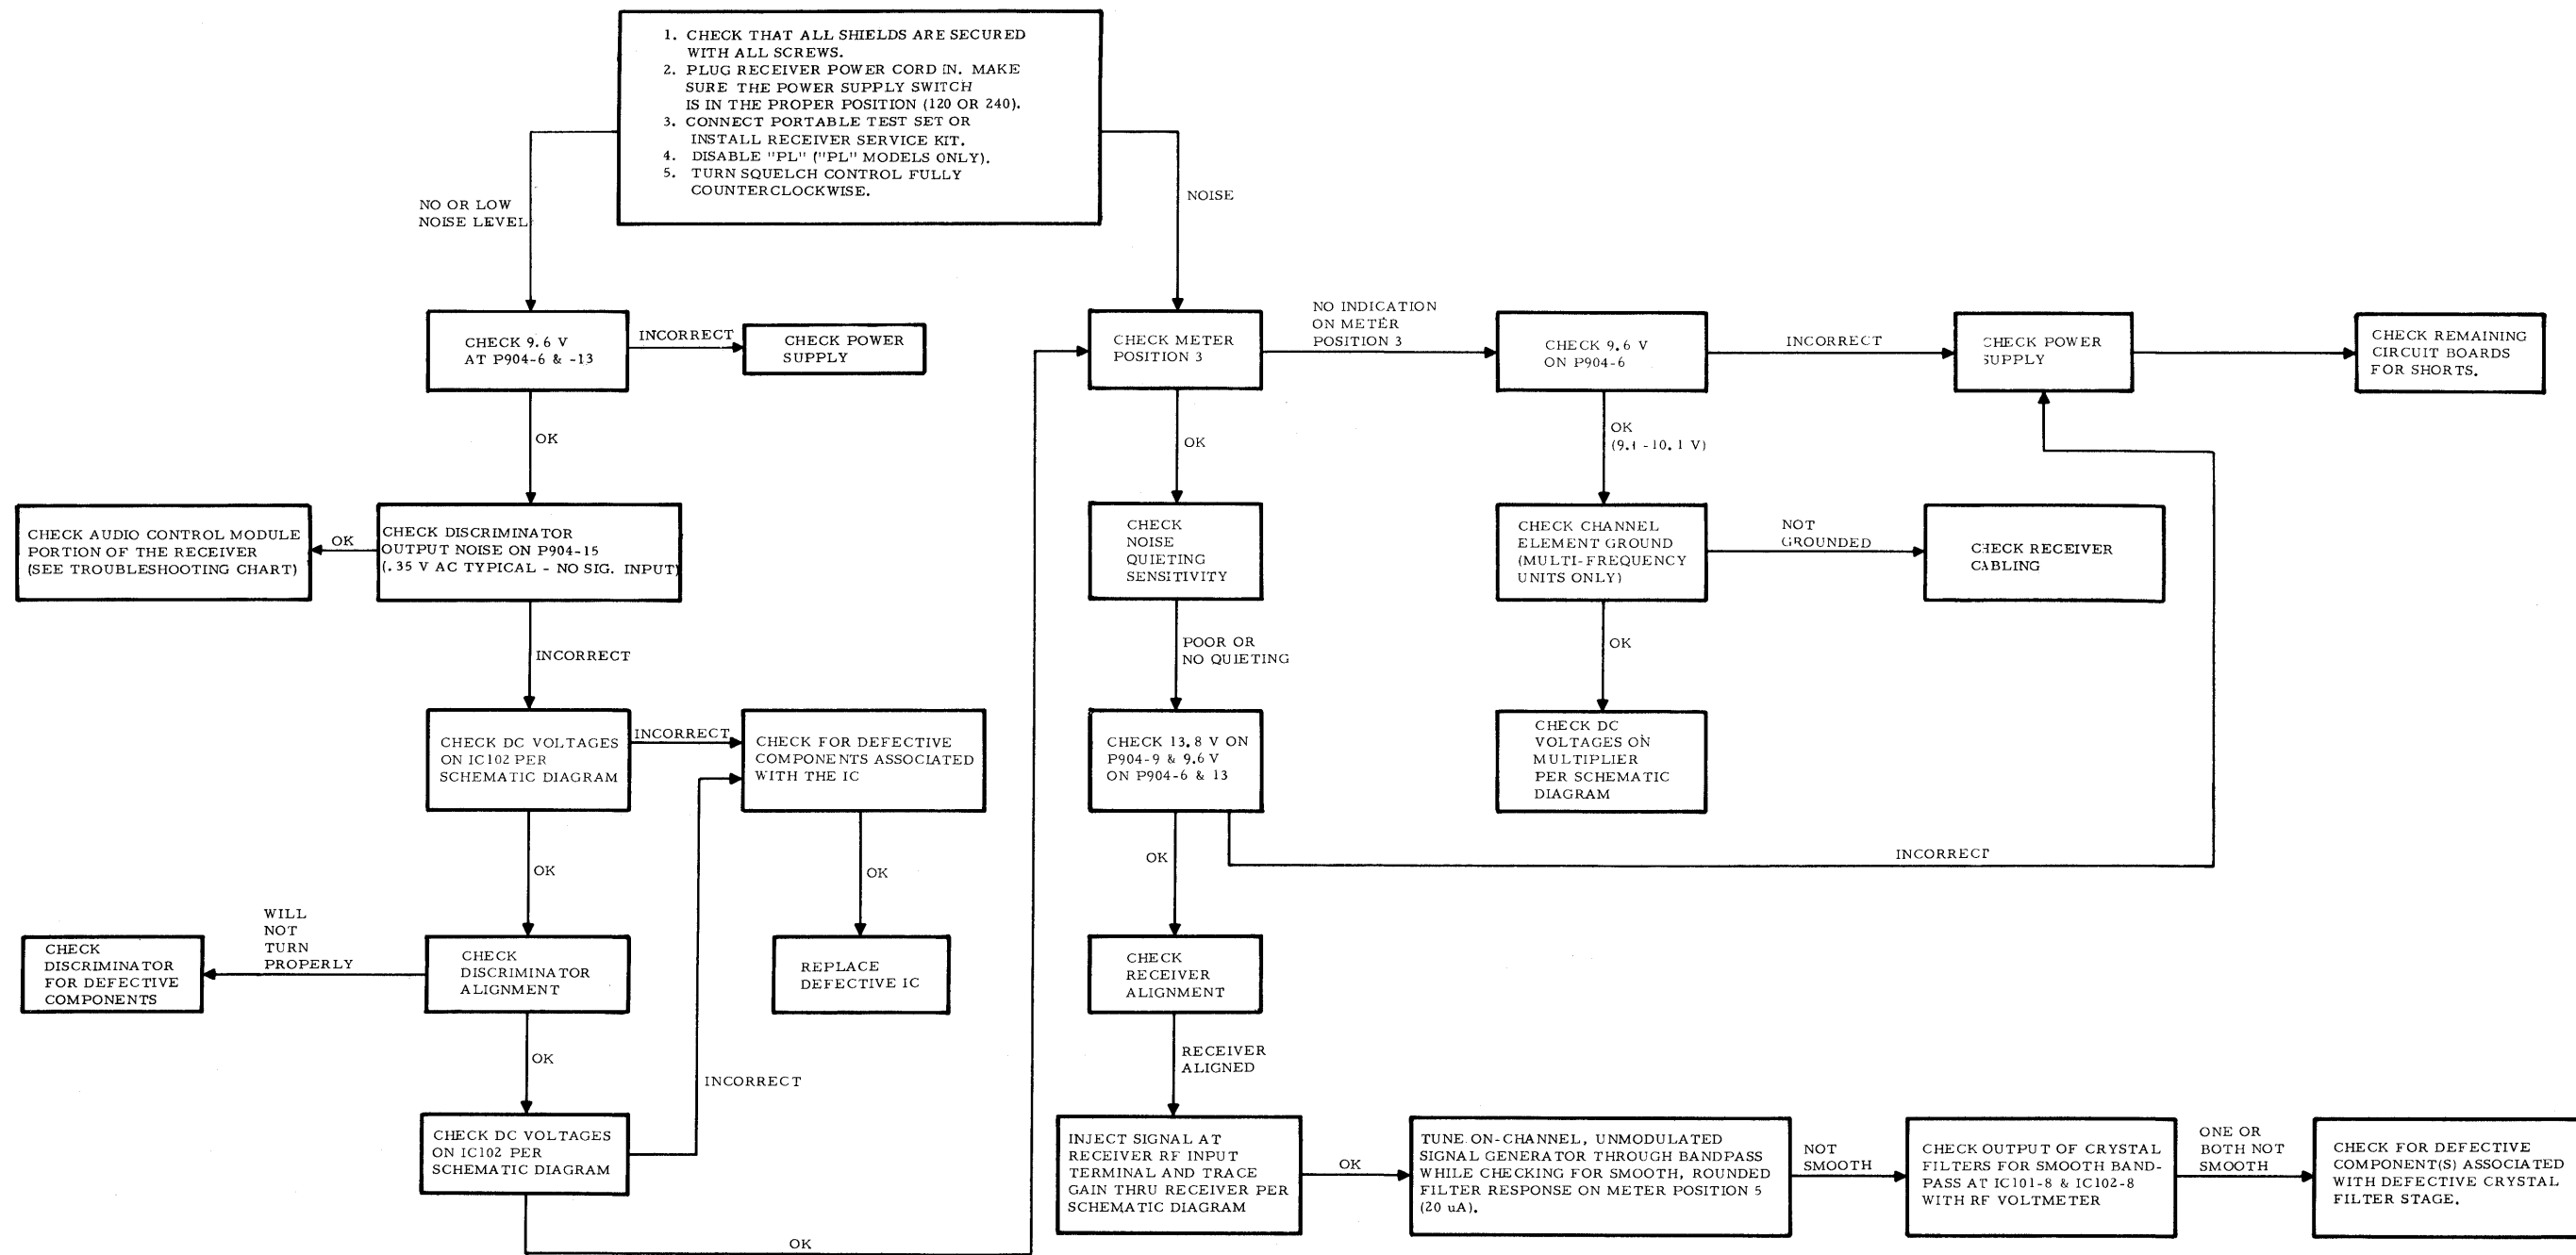 1. CHECK THAT ALL SHIELDS ARE SECURED
WITH ALL SCREWS.
2. PLUG RECEIVER POWER CORD IN. MAKE
SURE THE POWER SUPPLY SWITCH
IS IN THE PROPER POSITION (120 OR 240).
3. CONNECT PORTABLE TEST SET OR
INSTALL RECEIVER SERVICE KIT.
4. DISABLE "PL" ("PL" MODELS ONLY).
5. TURN SQUELCH CONTROL FULLY
COUNTERCLOCKWISE.
NO OR LOW
NOISE LEVEL
NOISE
CHECK 9.6 V
AT P904-6 & -13
INCORRECT
CHECK POWER
SUPPLY
CHECK METER
POSITION 3
NO INDICATION
ON METER
POSITION 3
CHECK 9.6 V
ON P904-6
INCORRECT
CHECK POWER
SUPPLY
CHECK REMAINING
CIRCUIT BOARDS
FOR SHORTS.
OK
OK
OK
(9.1 -10.1 V)
CHECK AUDIO CONTROL MODULE
PORTION OF THE RECEIVER
(SEE TROUBLESHOOTING CHART)
OK
CHECK DISCRIMINATOR
OUTPUT NOISE ON P904-15
(.35 V AC TYPICAL - NO SIG. INPUT)
CHECK
NOISE
QUIETING
SENSITIVITY
CHECK CHANNEL
ELEMENT GROUND
(MULTI-FREQUENCY
UNITS ONLY)
NOT
GROUNDED
CHECK RECEIVER
CABLING
INCORRECT
POOR OR
NO QUIETING
OK
CHECK DC VOLTAGES
ON IC102 PER
SCHEMATIC DIAGRAM
INCORRECT
CHECK FOR DEFECTIVE
COMPONENTS ASSOCIATED
WITH THE IC
CHECK 13.8 V ON
P904-9 & 9.6 V
ON P904-6 & 13
CHECK DC
VOLTAGES ON
MULTIPLIER
PER SCHEMATIC
DIAGRAM
OK
OK
OK
INCORRECT
CHECK
DISCRIMINATOR
FOR DEFECTIVE
COMPONENTS
WILL
NOT
TURN
PROPERLY
CHECK
DISCRIMINATOR
ALIGNMENT
REPLACE
DEFECTIVE IC
CHECK
RECEIVER
ALIGNMENT
OK
INCORRECT
RECEIVER
ALIGNED
CHECK DC VOLTAGES
ON IC102 PER
SCHEMATIC DIAGRAM
OK
INJECT SIGNAL AT
RECEIVER RF INPUT
TERMINAL AND TRACE
GAIN THRU RECEIVER PER
SCHEMATIC DIAGRAM
OK
TUNE ON-CHANNEL, UNMODULATED
SIGNAL GENERATOR THROUGH BANDPASS
WHILE CHECKING FOR SMOOTH, ROUNDED
FILTER RESPONSE ON METER POSITION 5
(20 uA).
NOT
SMOOTH
CHECK OUTPUT OF CRYSTAL
FILTERS FOR SMOOTH BAND-
PASS AT IC101-8 & IC102-8
WITH RF VOLTMETER
ONE OR
BOTH NOT
SMOOTH
CHECK FOR DEFECTIVE
COMPONENT(S) ASSOCIATED
WITH DEFECTIVE CRYSTAL
FILTER STAGE.